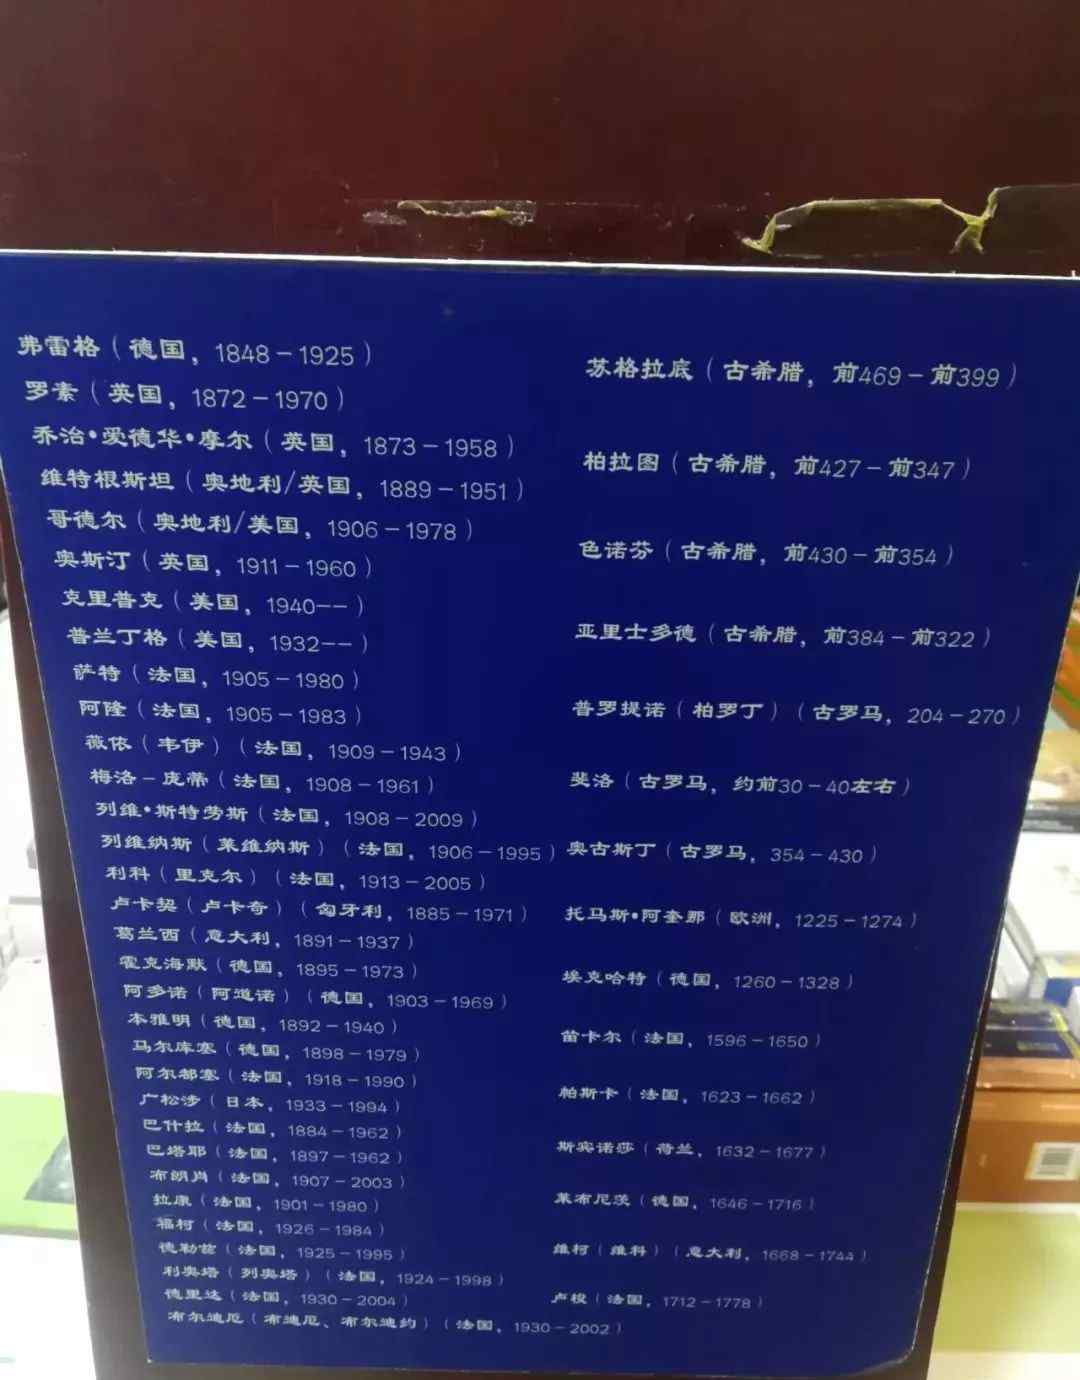 弗雷格（德国，1848－1925）
罗素（英国，1872－1970）
乔治·爱德华·摩尔（英国，1873－1958）
维特根斯坦（奥地利/英国，1889－1951）
哥德尔（奥地利/美国，1906－1978）
奥斯汀（英国，1911－1960）
克里普克（美国，1940——）
普兰丁格（美国，1932——）
萨特（法国，1905－1980）
阿隆（法国，1905－1983）
薇依（韦伊）（法国，1909－1943）
梅洛－庞蒂（法国，1908－1961）
列维·斯特劳斯（法国，1908－2009）
列维纳斯（莱维纳斯）（法国，1906－1995）
利科（里克尔）（法国，1913－2005）
卢卡契（卢卡奇）（匈牙利，1885－1971）
葛兰西（意大利，1891－1937）
霍克海默（德国，1895－1973）
阿多诺（阿道诺）（德国，1903－1969）
本雅明（德国，1892－1940）
马尔库塞（德国，1898－1979）
阿尔都塞（法国，1918－1990）
广松涉（日本，1933－1994）
巴什拉（法国，1884－1962）
巴塔耶（法国，1897－1962）
布朗肖（法国，1907－2003）
拉康（法国，1901－1980）
福柯（法国，1926－1984）
德勒兹（法国，1925－1995）
利奥塔（列奥塔）（法国，1924－1998）
德里达（法国，1930－2004）
布尔迪厄（布迪厄、布尔迪约）（法国，1930－2002）
苏格拉底（古希腊，前469－前399）
柏拉图（古希腊，前427－前347）
色诺芬（古希腊，前430－前354）
亚里士多德（古希腊，前384－前322）
普罗提诺（柏罗丁）（古罗马，204－270）
斐洛（古罗马，约前30－40左右）
奥古斯丁（古罗马，354－430）
托马斯·阿奎那（欧洲，1225－1274）
埃克哈特（德国，1260－1328）
笛卡尔（法国，1596－1650）
帕斯卡（法国，1623－1662）
斯宾诺莎（荷兰，1632－1677）
莱布尼茨（德国，1646－1716）
维柯（维科）（意大利，1668－1744）
卢梭（法国，1712－1778）